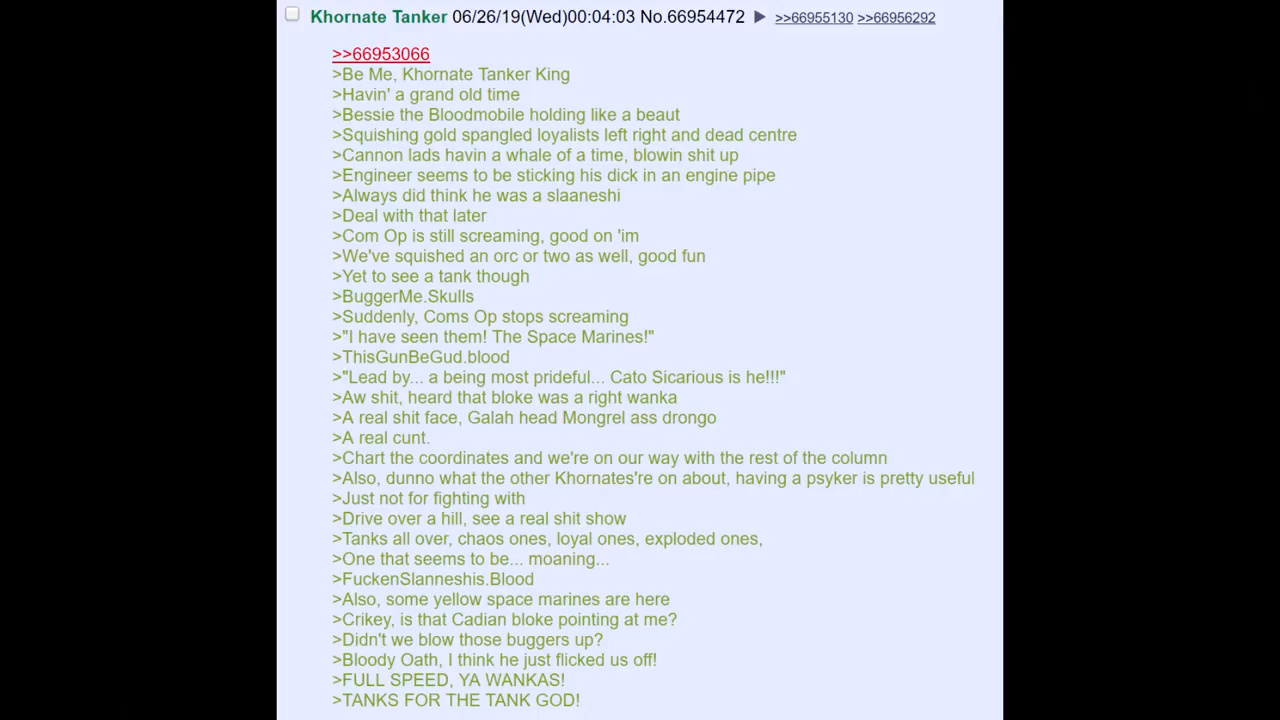 Khornate Tanker 06/26/19(Wed)00:04:03 No.66954472 ▶ >>66955130 >>66956292
>>66953066
>Be Me, Khornate Tanker King
>Havin' a grand old time
>Bessie the Bloodmobile holding like a beaut
>Squishing gold spangled loyalists left right and dead centre
>Cannon lads havin a whale of a time, blowin shit up
>Engineer seems to be sticking his dick in an engine pipe
>Always did think he was a slaaneshi
>Deal with that later
>Com Op is still screaming, good on 'im
>We've squished an orc or two as well, good fun
>Yet to see a tank though
>BuggerMe.Skulls
>Suddenly, Coms Op stops screaming
>"I have seen them! The Space Marines!"
>ThisGunBeGud.blood
>"Lead by... a being most prideful... Cato Sicarious is he!!!"
>Aw shit, heard that bloke was a right wanka
>A real shit face, Galah head Mongrel ass drongo
>A real cunt.
>Chart the coordinates and we're on our way with the rest of the column
>Also, dunno what the other Khornates're on about, having a psyker is pretty useful
>Just not for fighting with
>Drive over a hill, see a real shit show
>Tanks all over, chaos ones, loyal ones, exploded ones,
>One that seems to be... moaning...
>FuckenSlanneshis.Blood
>Also, some yellow space marines are here
>Crikey, is that Cadian bloke pointing at me?
>Didn't we blow those buggers up?
>Bloody Oath, I think he just flicked us off!
>FULL SPEED, YA WANKAS!
>TANKS FOR THE TANK GOD!